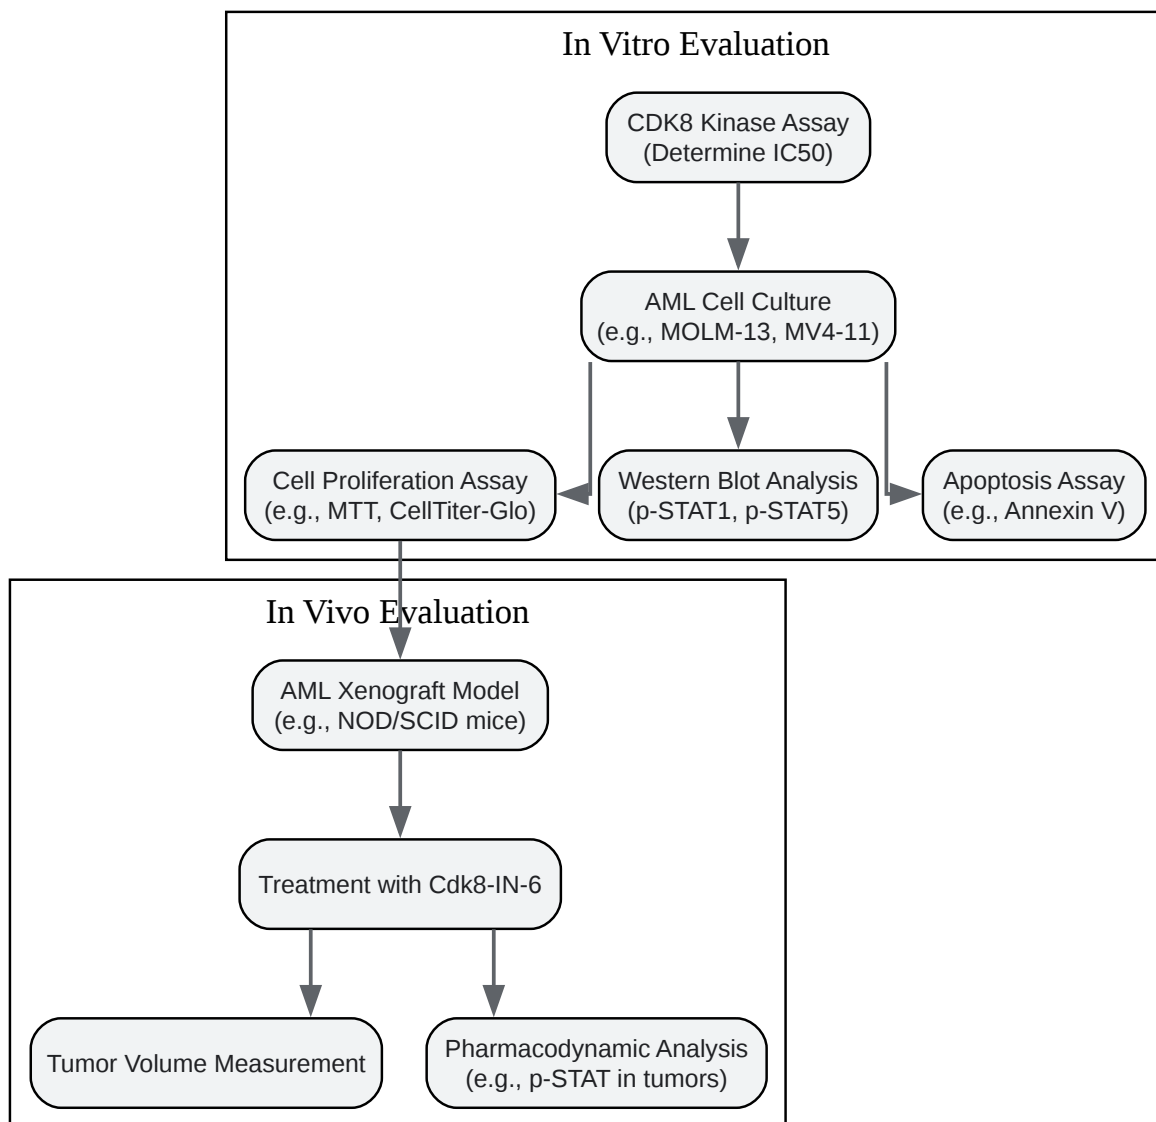 In Vitro Evaluation
CDK8 Kinase Assay
(Determine IC50)
AML Cell Culture
(e.g., MOLM-13, MV4-11)
Cell Proliferation Assay
(e.g., MTT, CellTiter-Glo)
Western Blot Analysis
(p-STAT1, p-STAT5)
Apoptosis Assay
(e.g., Annexin V)
In Vivo Evaluation
AML Xenograft Model
(e.g., NOD/SCID mice)
Treatment with Cdk8-IN-6
Tumor Volume Measurement
Pharmacodynamic Analysis
(e.g., p-STAT in tumors)